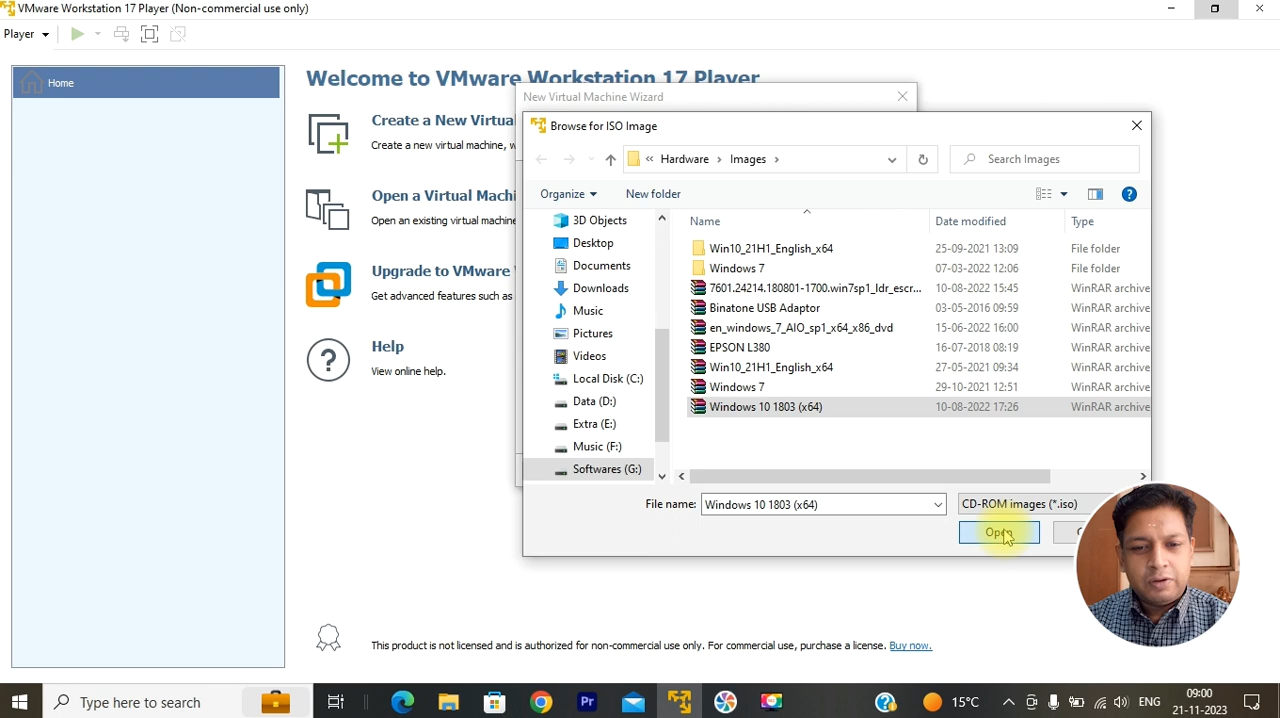 VMware Workstation 17 Player (Non-commercial use only)
Player
Home
Welcome to VMware Workstation 17 Player
Create a New Virtua
Create a new virtual machine, w
Open a Virtual Machi
Open an existing virtual machine
Upgrade to VMware
Get advanced features such as
Help
View online help.
New Virtual Machine Wizard
Browse for ISO Image
« Hardware › Images ›
Search Images
Organize
New folder
Name
Date modified
Type
3D Objects
Desktop
Documents
Downloads
Music
Pictures
Videos
Local Disk (C:)
Data (D:)
Extra (E:)
Music (F:)
Softwares (G:)
Win10_21H1_English_x64 25-09-2021 13:09 File folder
Windows 7 07-03-2022 12:06 File folder
7601.24214.180801-1700.win7sp1_ldr_escr... 10-08-2022 15:45 WinRAR archive
Binatone USB Adaptor 03-05-2016 09:59 WinRAR archive
en_windows_7_AIO_sp1_x64_x86_dvd 15-06-2022 16:00 WinRAR archive
EPSON L380 16-07-2018 08:19 WinRAR archive
Win10_21H1_English_x64 27-05-2021 09:34 WinRAR archive
Windows 7 29-10-2021 12:51 WinRAR archive
Windows 10 1803 (x64) 10-08-2022 17:26 WinRAR archive
File name: Windows 10 1803 (x64)
CD-ROM images (*.iso)
Open
This product is not licensed and is authorized for non-commercial use only. For commercial use, purchase a license. Buy now.
Type here to search
Pr
15°C
ENG
09:00
21-11-2023